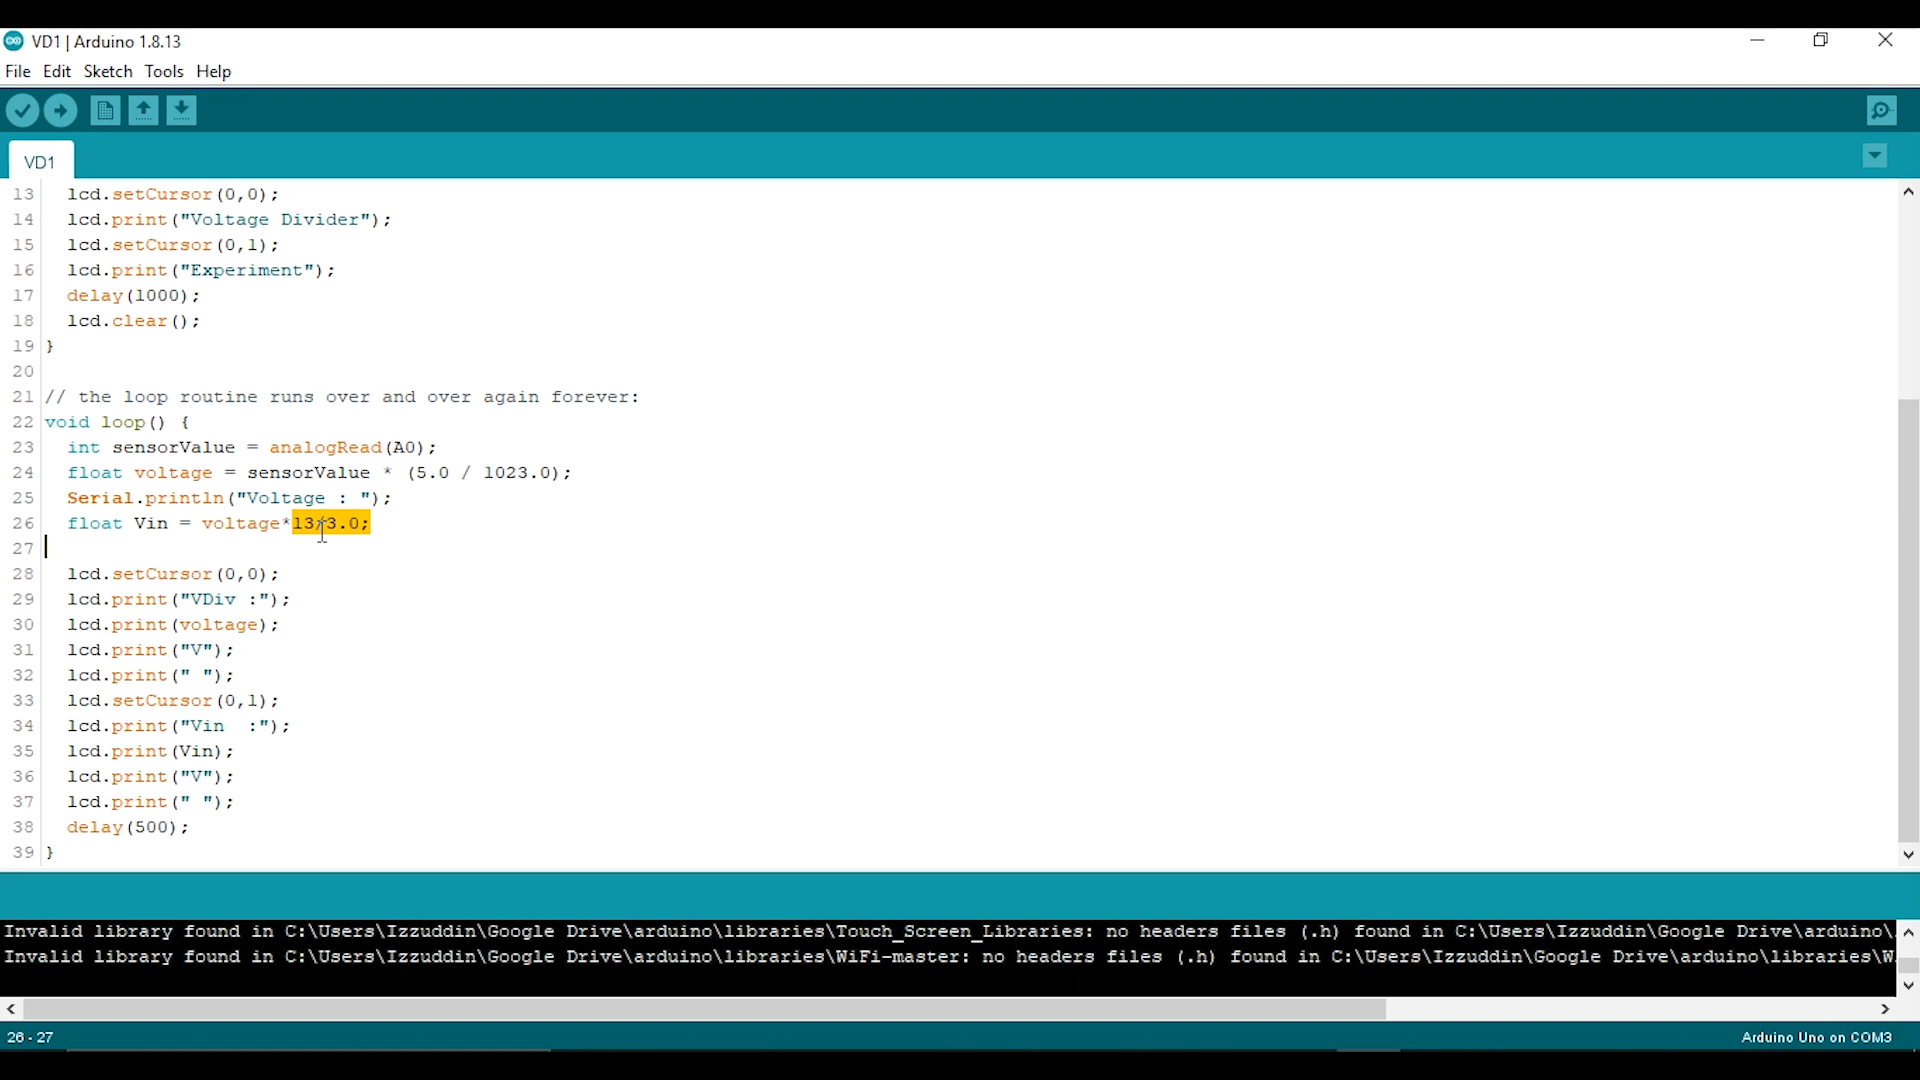 VD1 | Arduino 1.8.13
File Edit Sketch Tools Help
VD1
13 lcd.setCursor(0,0);
14 lcd.print("Voltage Divider");
15 lcd.setCursor(0,1);
16 lcd.print("Experiment");
17 delay(1000);
18 lcd.clear();
19 }
20
21 // the loop routine runs over and over again forever:
22 void loop() {
23 int sensorValue = analogRead(A0);
24 float voltage = sensorValue * (5.0 / 1023.0);
25 Serial.println("Voltage : ");
26 float Vin = voltage*13/3.0;
27
28 lcd.setCursor(0,0);
29 lcd.print("VDiv :");
30 lcd.print(voltage);
31 lcd.print("V");
32 lcd.print(" ");
33 lcd.setCursor(0,1);
34 lcd.print("Vin  :");
35 lcd.print(Vin);
36 lcd.print("V");
37 lcd.print(" ");
38 delay(500);
39 }
Invalid library found in C:\Users\Izzuddin\Google Drive\arduino\libraries\Touch_Screen_Libraries: no headers files (.h) found in C:\Users\Izzuddin\Google Drive\arduino\
Invalid library found in C:\Users\Izzuddin\Google Drive\arduino\libraries\WiFi-master: no headers files (.h) found in C:\Users\Izzuddin\Google Drive\arduino\libraries\W
26 - 27
Arduino Uno on COM3